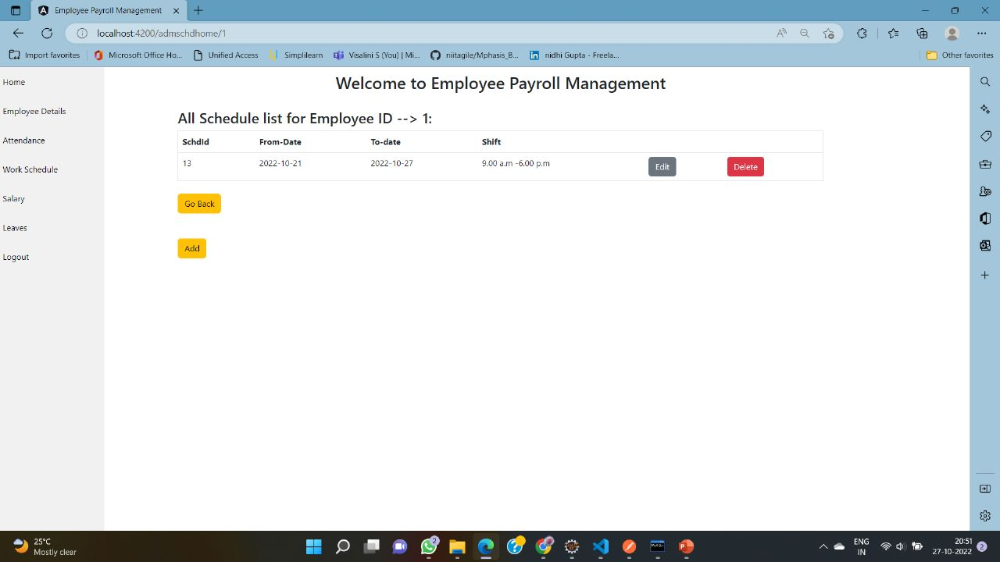 Employee Payroll Management
localhost:4200/admschdhome/1
Import favorites
Microsoft Office Ho...
Unified Access
Simplilearn
Visalini S (You) | Mi...
niitagile/Mphasis_B...
nidhi Gupta - Freela...
Other favorites
Home
Employee Details
Attendance
Work Schedule
Salary
Leaves
Logout
Welcome to Employee Payroll Management
All Schedule list for Employee ID --> 1:
SchdId From-Date To-date Shift
13 2022-10-21 2022-10-27 9.00 a.m -6.00 p.m Edit Delete
Go Back
Add
25°C
Mostly clear
2
ENG
IN
20:51
27-10-2022
2